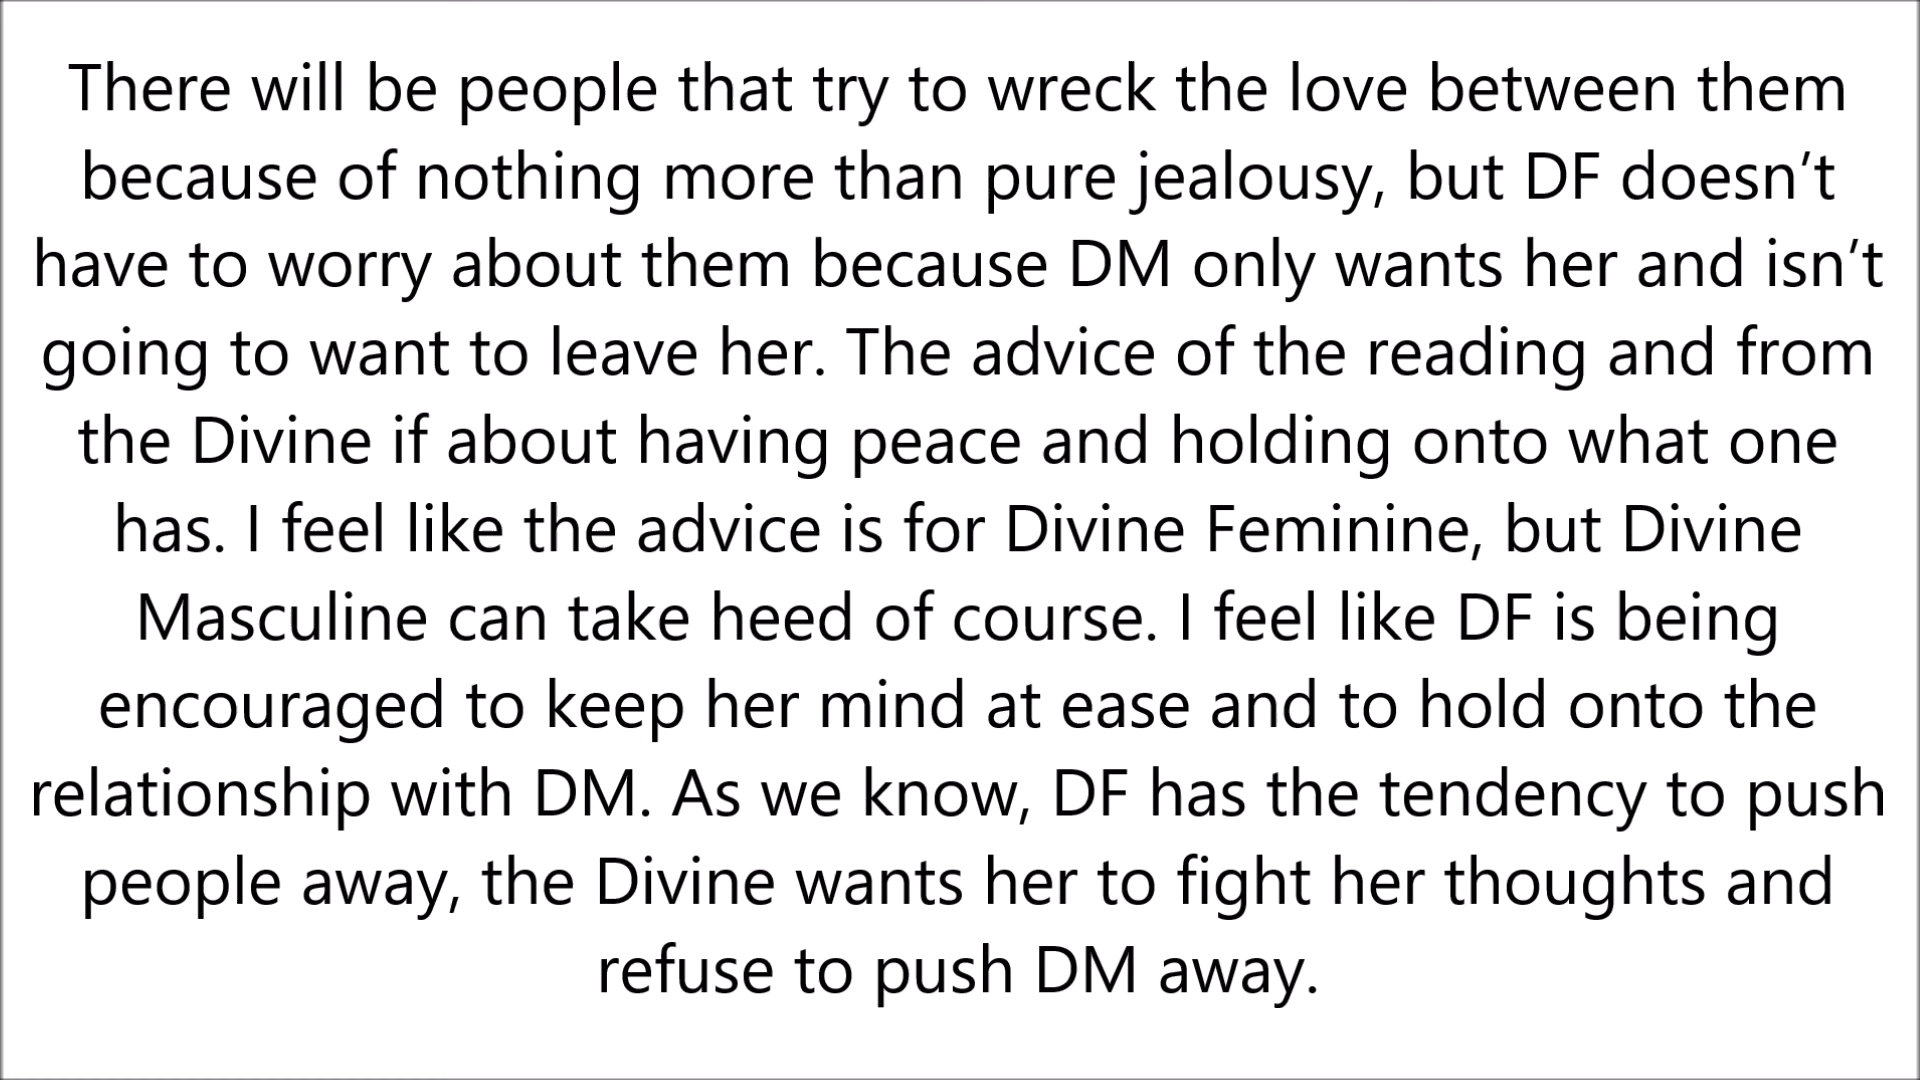 There will be people that try to wreck the love between them
because of nothing more than pure jealousy, but DF doesn’t
have to worry about them because DM only wants her and isn’t
going to want to leave her. The advice of the reading and from
the Divine if about having peace and holding onto what one
has. I feel like the advice is for Divine Feminine, but Divine
Masculine can take heed of course. I feel like DF is being
encouraged to keep her mind at ease and to hold onto the
relationship with DM. As we know, DF has the tendency to push
people away, the Divine wants her to fight her thoughts and
refuse to push DM away.